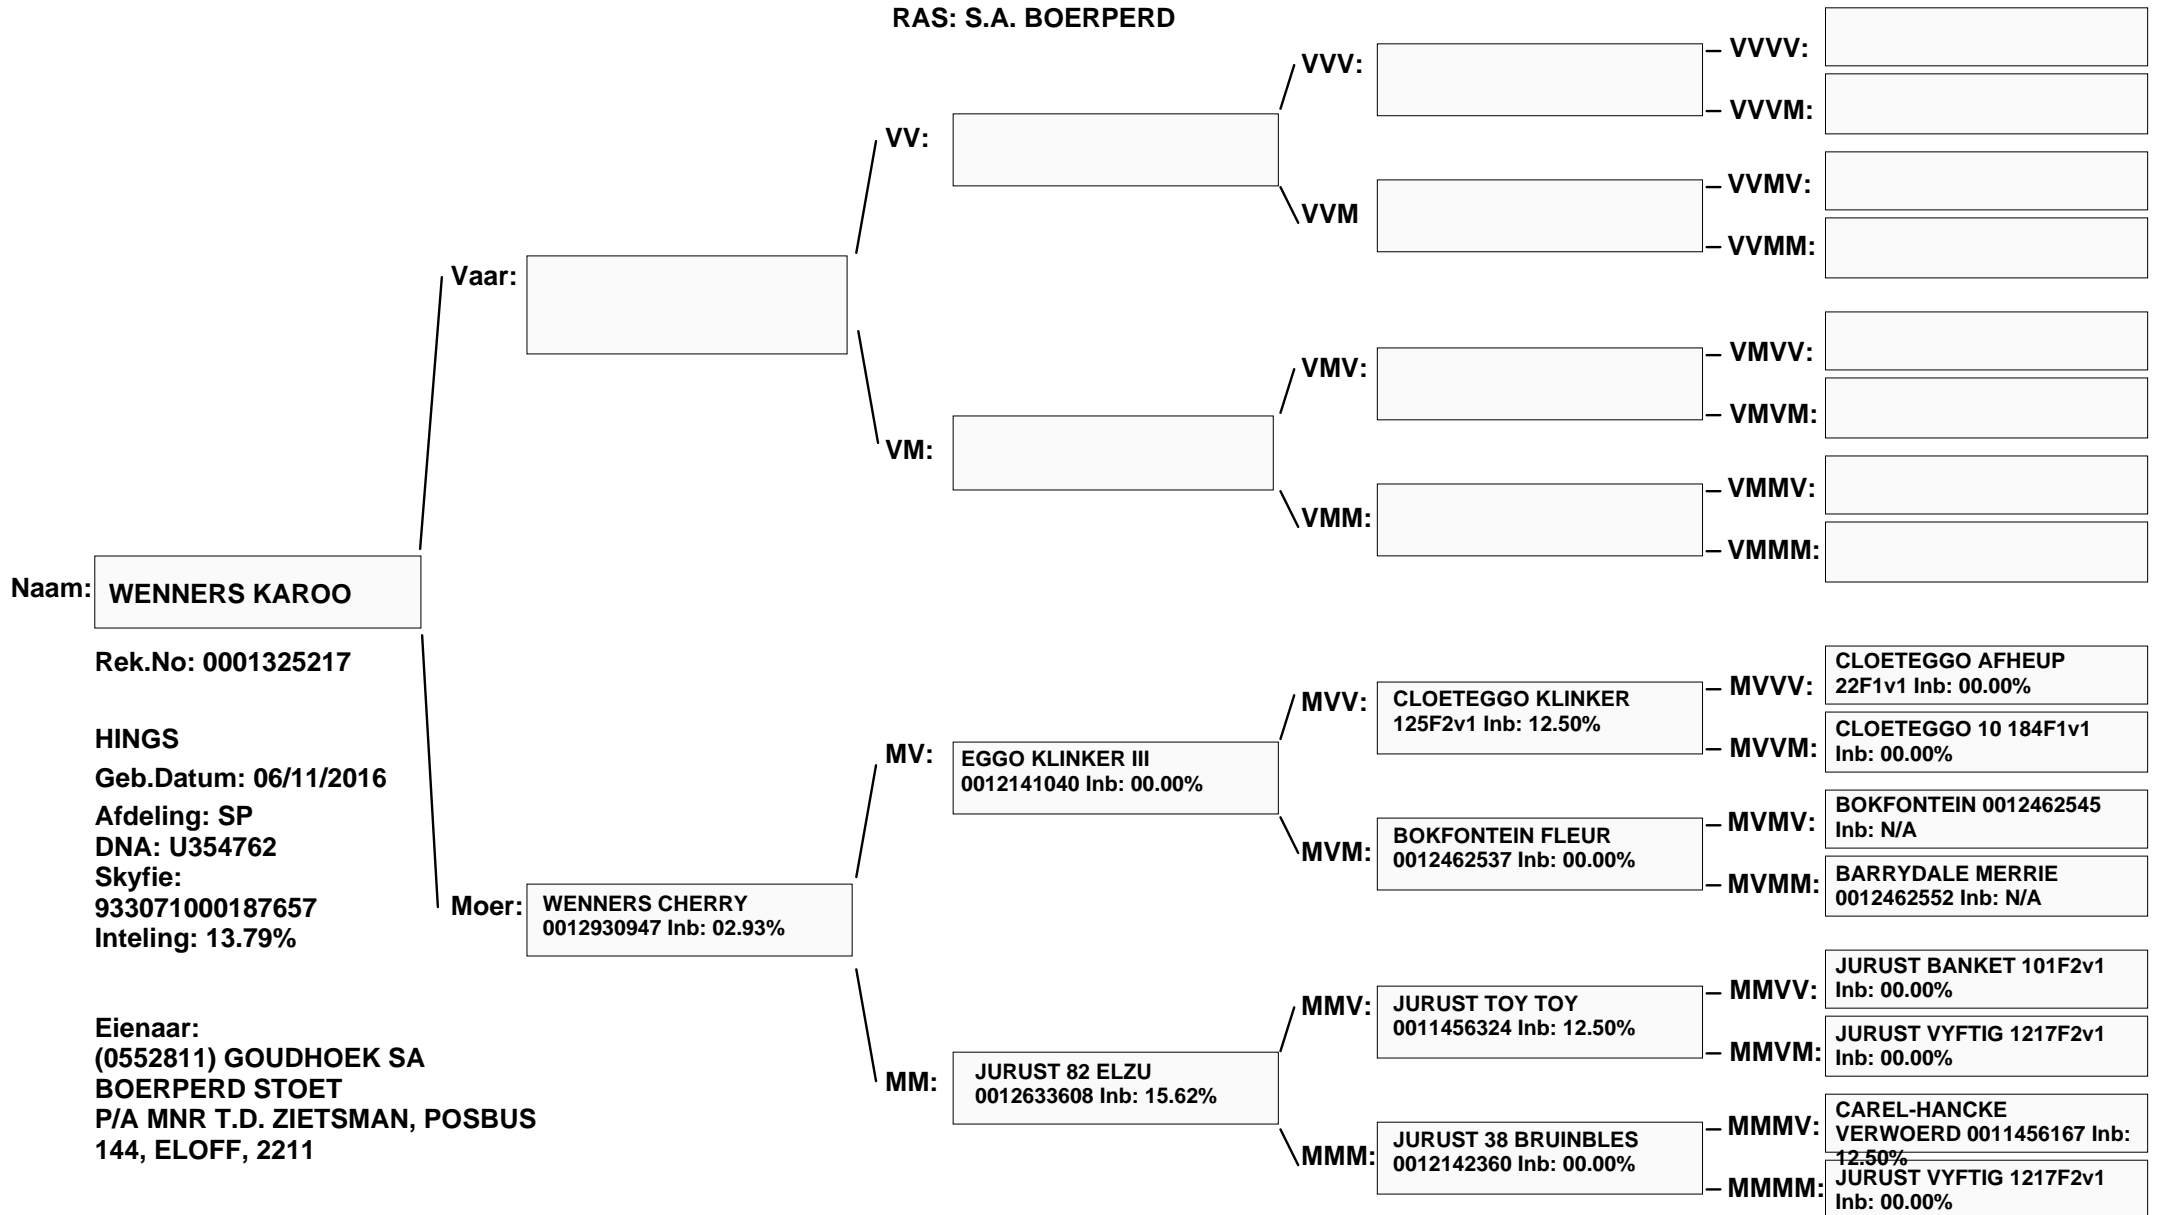 RAS: S.A. BOERPERD
VVVV:
VVV:
VVVM:
VV:
VVMV:
VVM
VVMM:
Vaar:
VMVV:
VMV:
VMVM:
VM:
VMMV:
VMM:
VMMM:
Naam:
WENNERS KAROO
Rek.No: 0001325217
HINGS
Geb.Datum: 06/11/2016
Afdeling: SP
DNA: U354762
Skyfie:
933071000187657
Inteling: 13.79%
Eienaar:
(0552811) GOUDHOEK SA
BOERPERD STOET
P/A MNR T.D. ZIETSMAN, POSBUS
144, ELOFF, 2211
Moer:
WENNERS CHERRY
0012930947 Inb: 02.93%
MV:
EGGO KLINKER III
0012141040 Inb: 00.00%
MM:
JURUST 82 ELZU
0012633608 Inb: 15.62%
MVV:
CLOETEGGO KLINKER
125F2v1 Inb: 12.50%
MVM:
BOKFONTEIN FLEUR
0012462537 Inb: 00.00%
MMV:
JURUST TOY TOY
0011456324 Inb: 12.50%
MMM:
JURUST 38 BRUINBLES
0012142360 Inb: 00.00%
MVVV:
CLOETEGGO AFHEUP
22F1v1 Inb: 00.00%
MVVM:
CLOETEGGO 10 184F1v1
Inb: 00.00%
MVMV:
BOKFONTEIN 0012462545
Inb: N/A
MVMM:
BARRYDALE MERRIE
0012462552 Inb: N/A
MMVV:
JURUST BANKET 101F2v1
Inb: 00.00%
MMVM:
JURUST VYFTIG 1217F2v1
Inb: 00.00%
MMMV:
CAREL-HANCKE
VERWOERD 0011456167 Inb:
12.50%
MMMM:
JURUST VYFTIG 1217F2v1
Inb: 00.00%